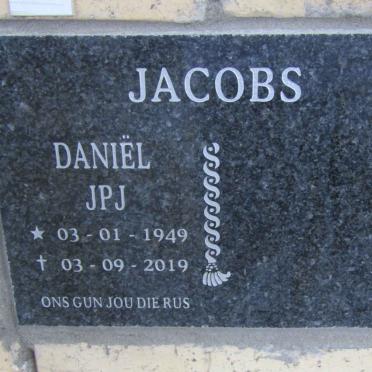 JACOBS
DANIËL
JPJ
★ 03 - 01 - 1949
✝ 03 - 09 - 2019
ONS GUN JOU DIE RUS